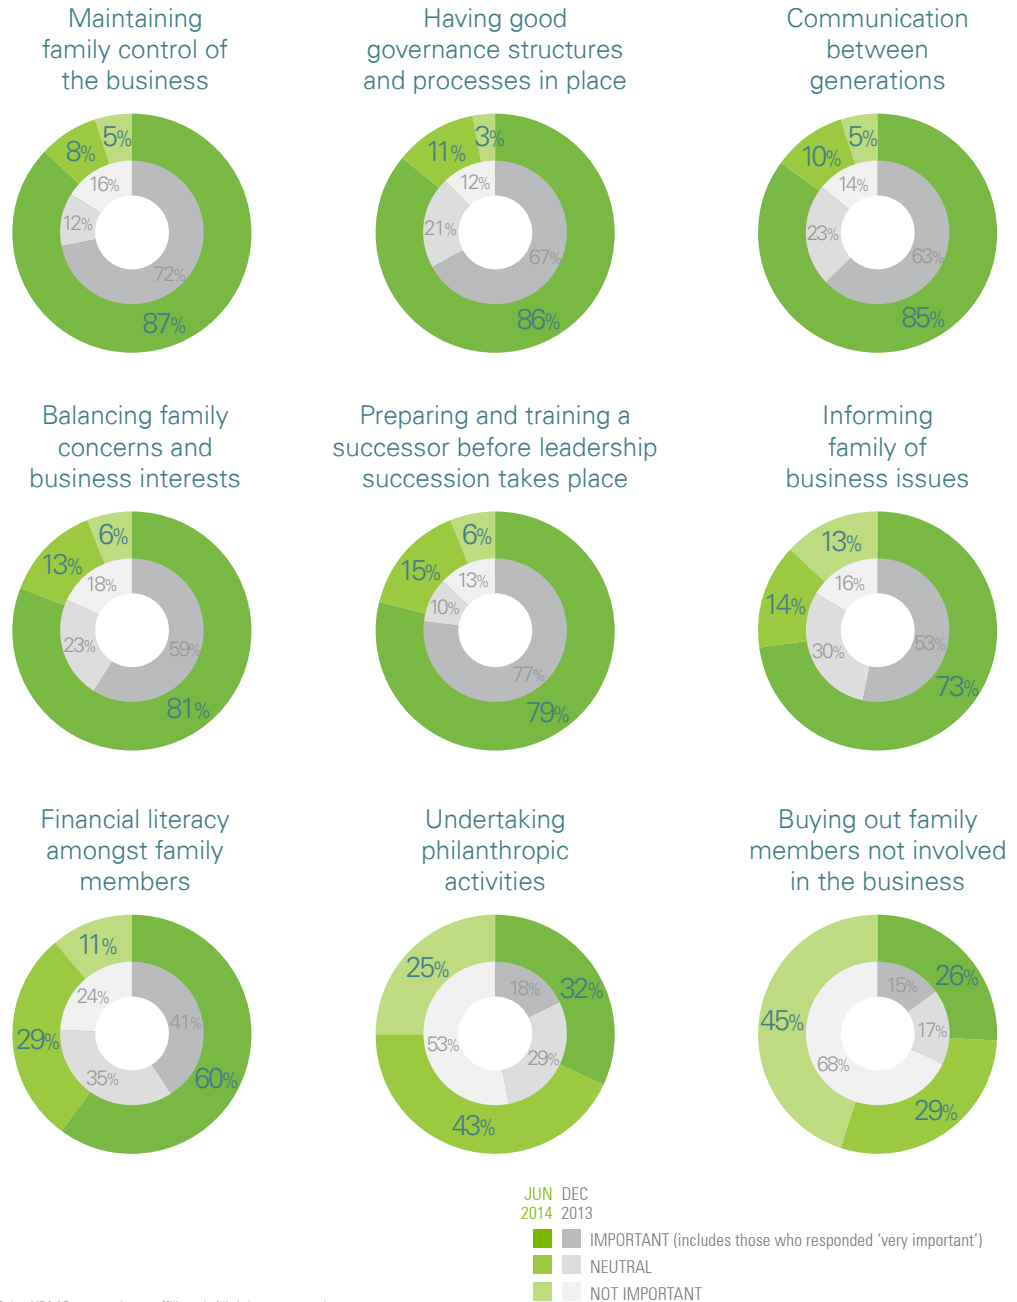 Maintaining
family control of
the business
5%
8%
16%
12%
72%
87%
Having good
governance structures
and processes in place
3%
11%
12%
21%
67%
86%
Communication
between
generations
5%
10%
14%
23%
63%
85%
Balancing family
concerns and
business interests
6%
13%
18%
23%
59%
81%
Preparing and training a
successor before leadership
succession takes place
6%
15%
13%
10%
77%
79%
Informing
family of
business issues
13%
14%
16%
30%
53%
73%
Financial literacy
amongst family
members
11%
24%
29%
41%
35%
60%
Undertaking
philanthropic
activities
25%
18%
32%
53%
29%
43%
Buying out family
members not involved
in the business
26%
15%
45%
17%
68%
29%
JUN DEC
2014 2013
IMPORTANT (includes those who responded ‘very important’)
NEUTRAL
NOT IMPORTANT